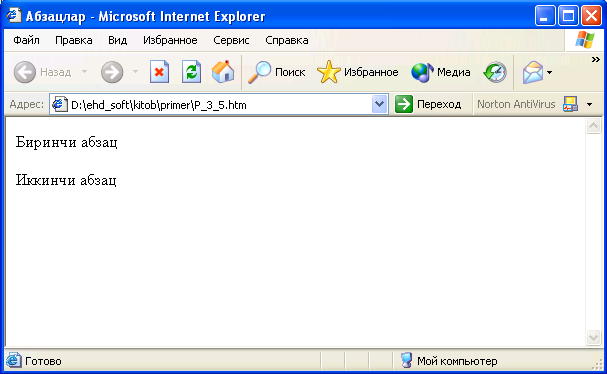 Абзацлар - Microsoft Internet Explorer
Файл Правка Вид Избранное Сервис Справка
Назад Поиск Избранное Медиа
Адрес: D:\ehd_soft\kitob\primer\P_3_5.htm Переход Norton AntiVirus
Биринчи абзац
Иккинчи абзац
Готово Мой компьютер